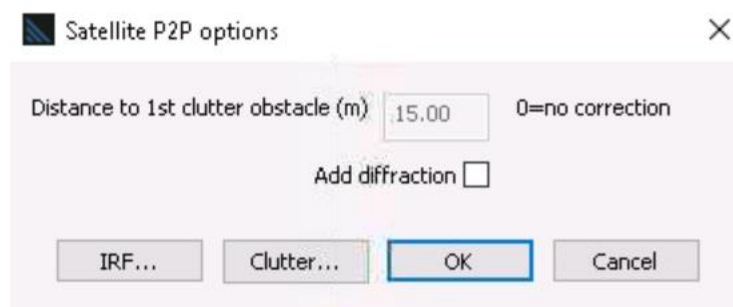 Satellite P2P options
Distance to 1st clutter obstacle (m) 15.00 0=no correction
Add diffraction
IRF... Clutter... OK Cancel